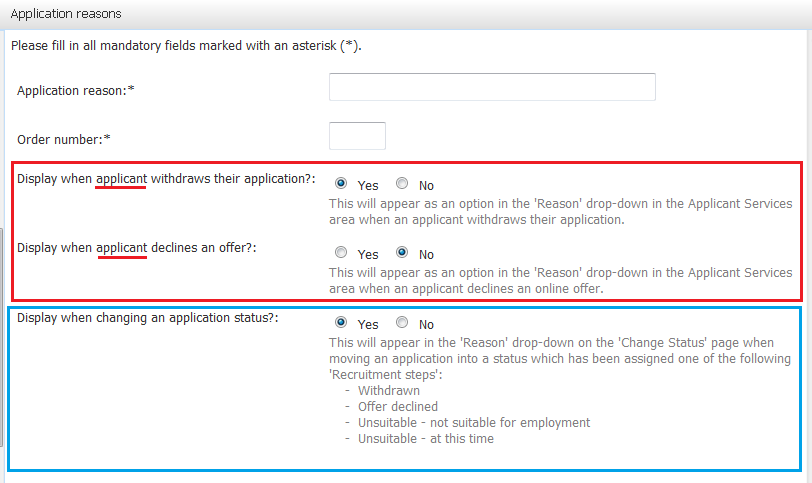 Application reasons
Please fill in all mandatory fields marked with an asterisk (*).
Application reason:*
Order number:*
Display when applicant withdraws their application?:
Yes No
This will appear as an option in the 'Reason' drop-down in the Applicant Services
area when an applicant withdraws their application.
Display when applicant declines an offer?:
Yes No
This will appear as an option in the 'Reason' drop-down in the Applicant Services
area when an applicant declines an online offer.
Display when changing an application status?:
Yes No
This will appear in the 'Reason' drop-down on the 'Change Status' page when
moving an application into a status which has been assigned one of the following
'Recruitment steps':
- Withdrawn
- Offer declined
- Unsuitable - not suitable for employment
- Unsuitable - at this time